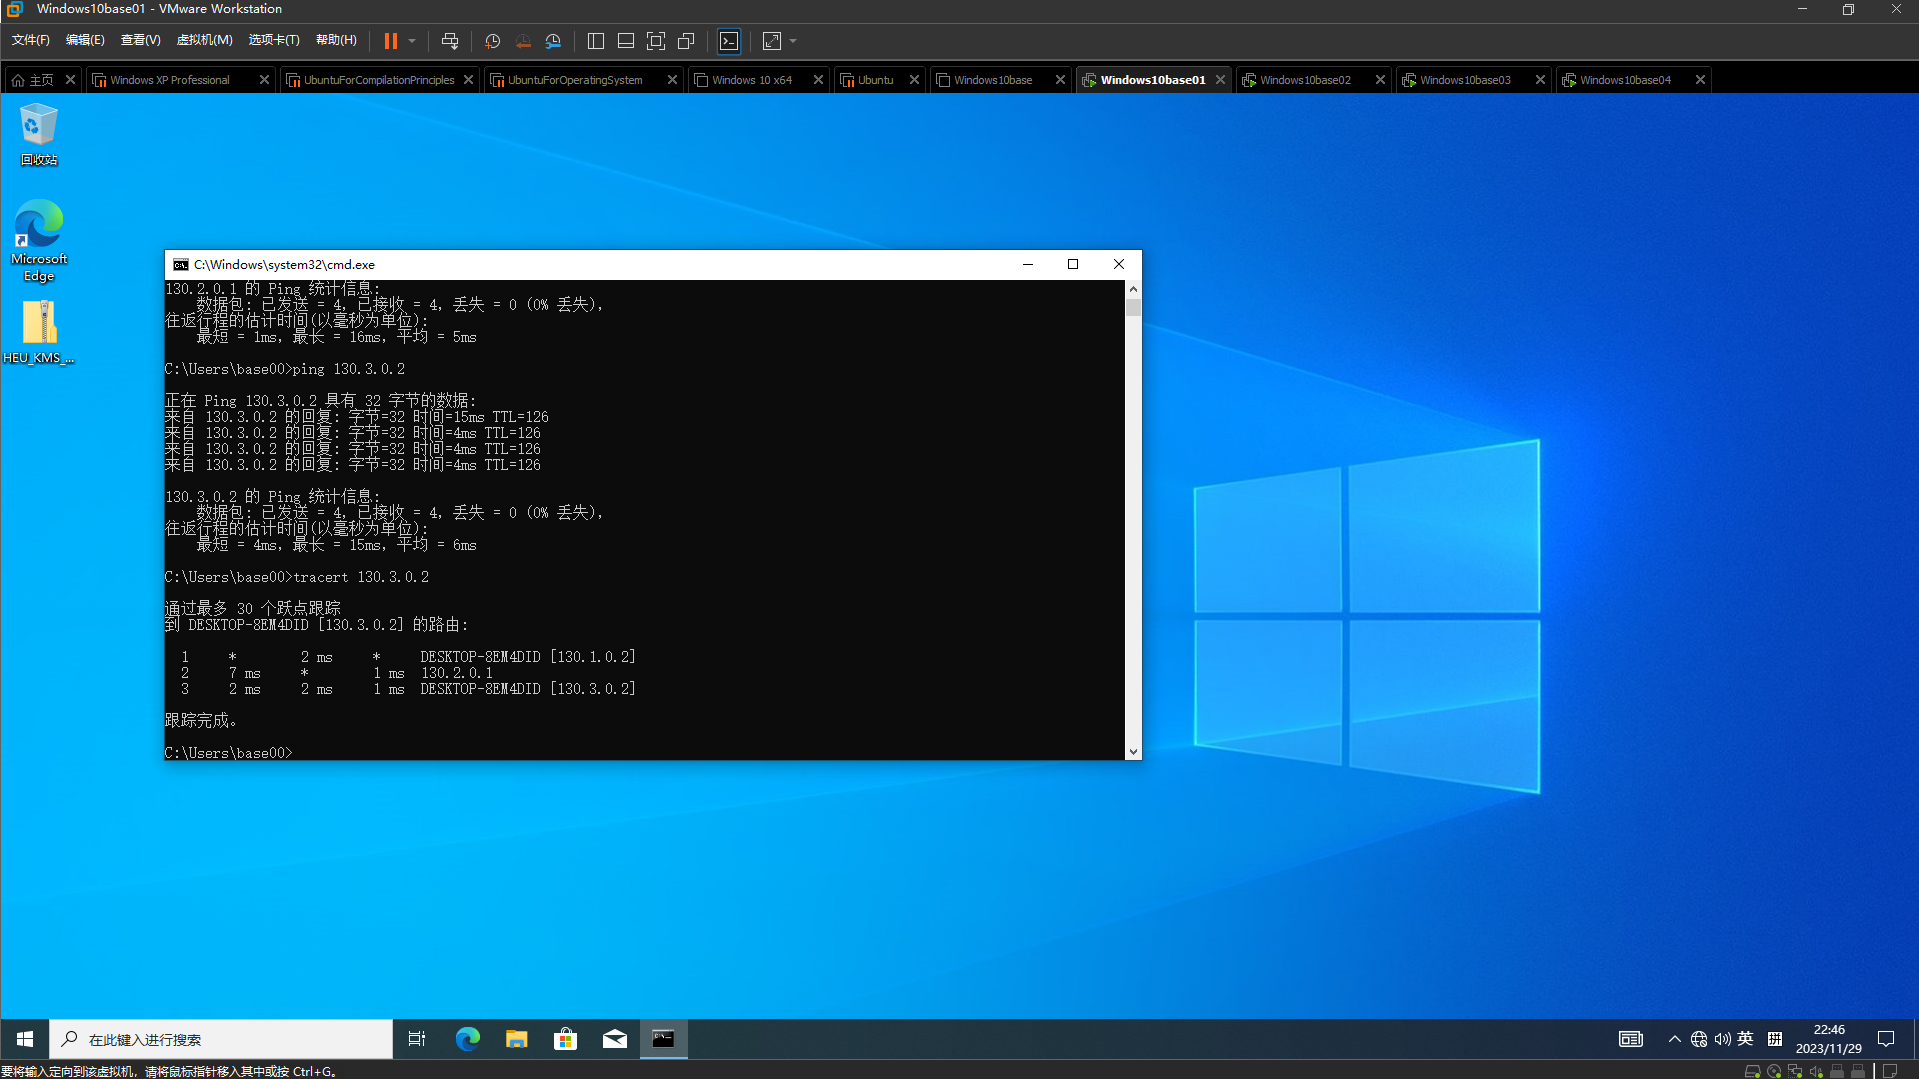 Windows10base01 - VMware Workstation
文件(F) 编辑(E) 查看(V) 虚拟机(M) 选项卡(T) 帮助(H)
主页 Windows XP Professional UbuntuForCompilationPrinciples UbuntuForOperatingSystem Windows 10 x64 Ubuntu Windows10base Windows10base01 Windows10base02 Windows10base03 Windows10base04
回收站
Microsoft
Edge
HEU_KMS_...
C:\Windows\system32\cmd.exe
130.2.0.1 的 Ping 统计信息:
数据包: 已发送 = 4，已接收 = 4，丢失 = 0 (0% 丢失)，
往返行程的估计时间(以毫秒为单位):
最短 = 1ms，最长 = 16ms，平均 = 5ms
C:\Users\base00>ping 130.3.0.2
正在 Ping 130.3.0.2 具有 32 字节的数据:
来自 130.3.0.2 的回复: 字节=32 时间=15ms TTL=126
来自 130.3.0.2 的回复: 字节=32 时间=4ms TTL=126
来自 130.3.0.2 的回复: 字节=32 时间=4ms TTL=126
来自 130.3.0.2 的回复: 字节=32 时间=4ms TTL=126
130.3.0.2 的 Ping 统计信息:
数据包: 已发送 = 4，已接收 = 4，丢失 = 0 (0% 丢失)，
往返行程的估计时间(以毫秒为单位):
最短 = 4ms，最长 = 15ms，平均 = 6ms
C:\Users\base00>tracert 130.3.0.2
通过最多 30 个跃点跟踪
到 DESKTOP-8EM4DID [130.3.0.2] 的路由:
1 * 2 ms * DESKTOP-8EM4DID [130.1.0.2]
2 7 ms * 1 ms 130.2.0.1
3 2 ms 2 ms 1 ms DESKTOP-8EM4DID [130.3.0.2]
跟踪完成。
C:\Users\base00>
在此键入进行搜索
英
拼
22:46
2023/11/29
要将输入定向到该虚拟机，请将鼠标指针移入其中或按 Ctrl+G。